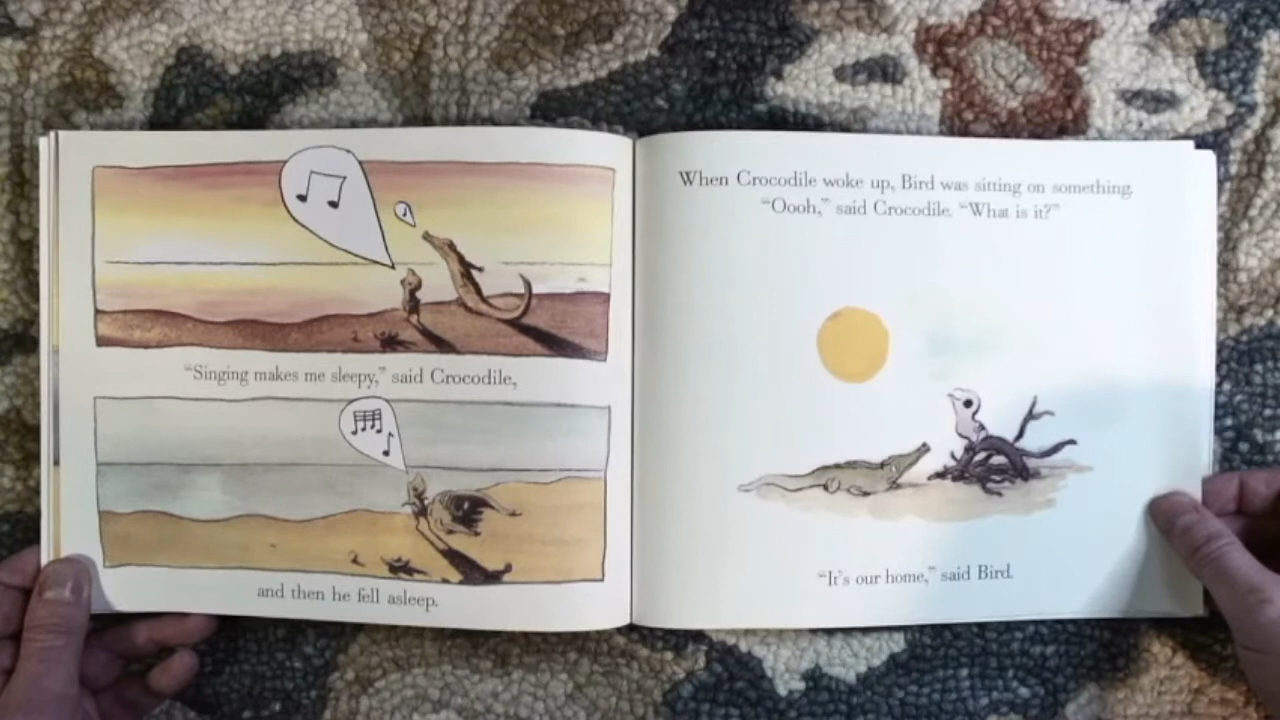 “Singing makes me sleepy,” said Crocodile,
and then he fell asleep.
When Crocodile woke up, Bird was sitting on something.
“Oooh,” said Crocodile. “What is it?”
“It’s our home,” said Bird.